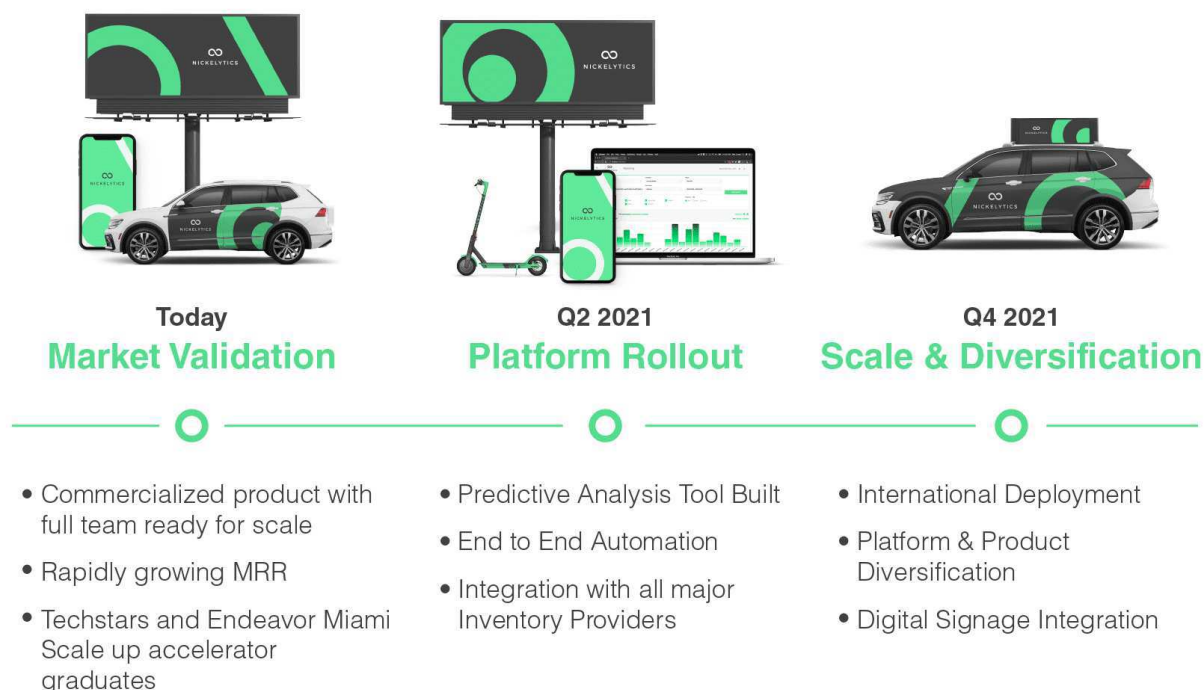 NICKELYTICS
NICKELYTICS
NICKELYTICS
NICKELYTICS
NICKELYTICS
NICKELYTICS
NICKELYTICS
Today
Market Validation
Q2 2021
Platform Rollout
Q4 2021
Scale & Diversification
• Commercialized product with
full team ready for scale
• Rapidly growing MRR
• Techstars and Endeavor Miami
Scale up accelerator
graduates
• Predictive Analysis Tool Built
• End to End Automation
• Integration with all major
Inventory Providers
• International Deployment
• Platform & Product
Diversification
• Digital Signage Integration